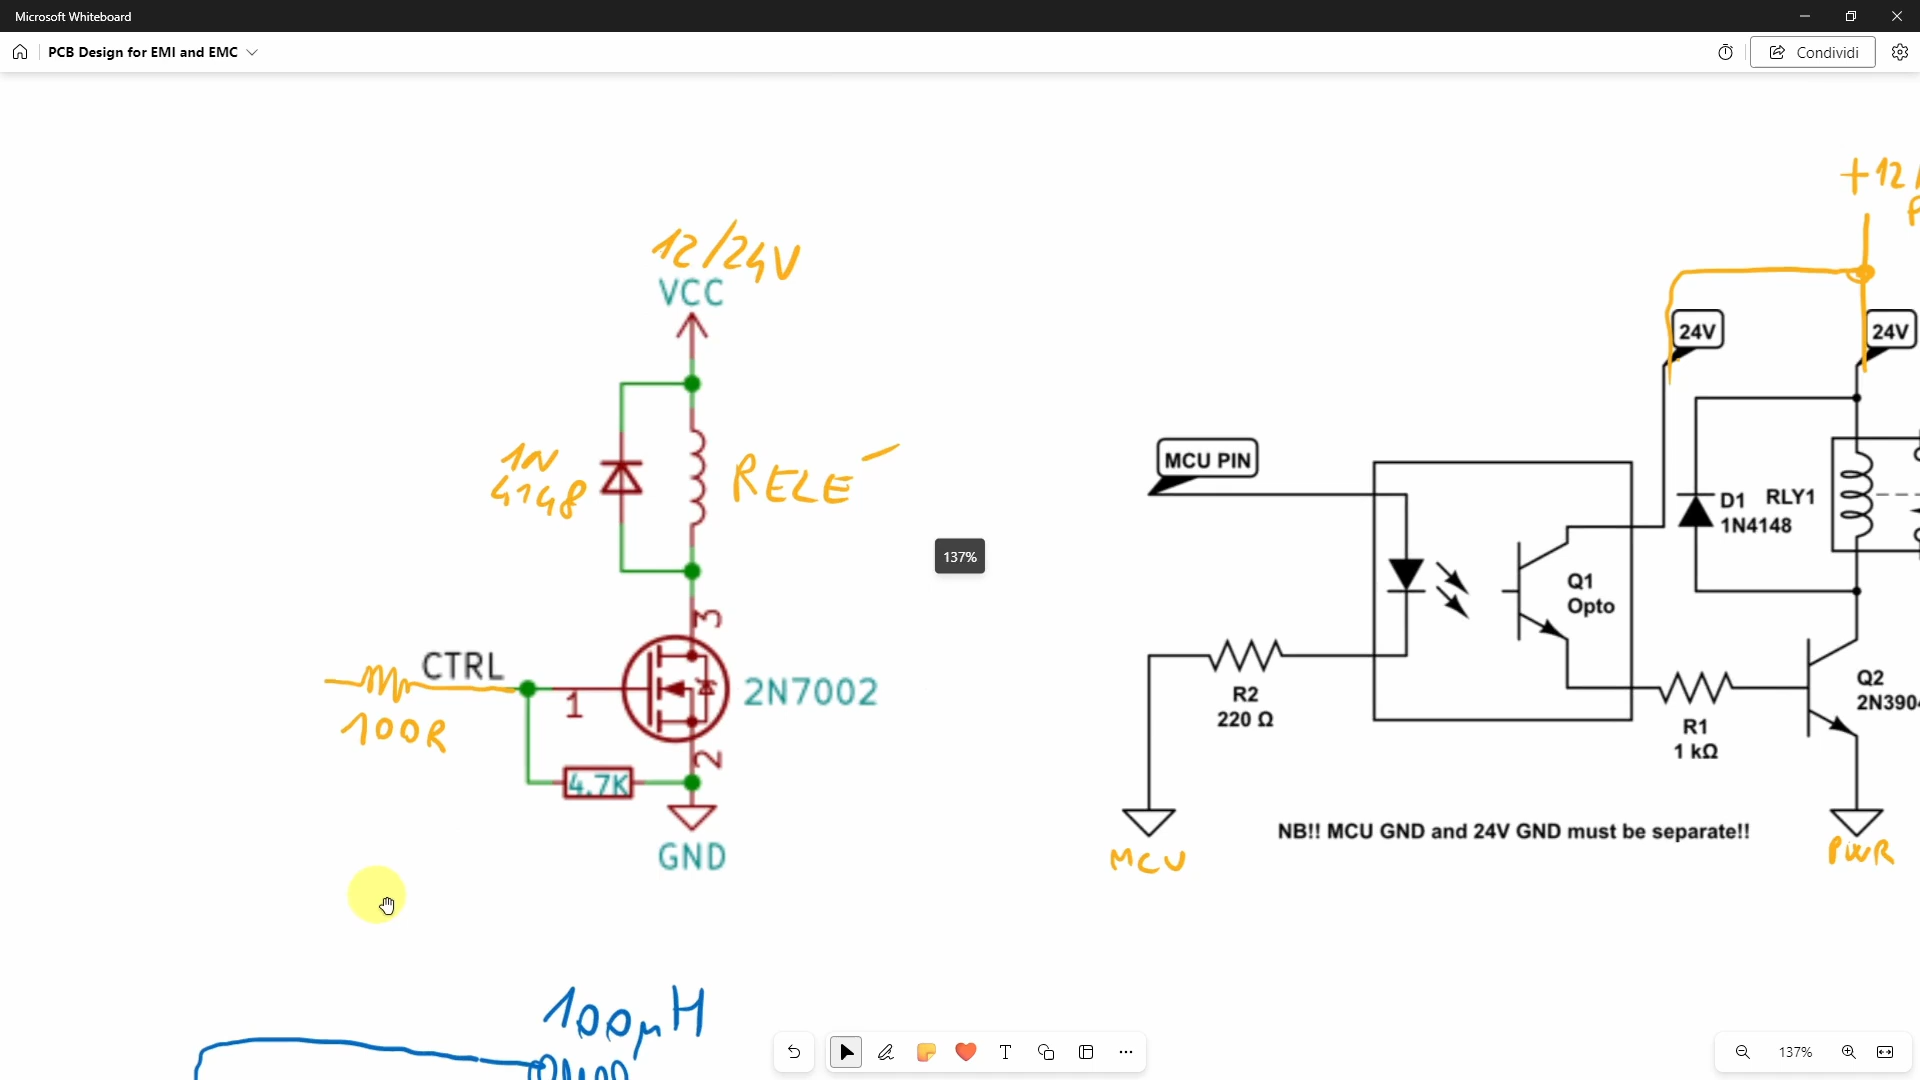 Microsoft Whiteboard
PCB Design for EMI and EMC
Condividi
12/24V
VCC
1N
4148
RELE´
3
CTRL
1
2N7002
100R
2
4.7K
GND
137%
+12
24V
24V
MCU PIN
D1
1N4148
RLY1
Q1
Opto
R2
220 Ω
R1
1 kΩ
Q2
2N390
NB!! MCU GND and 24V GND must be separate!!
MCU
PWR
100µH
T
137%